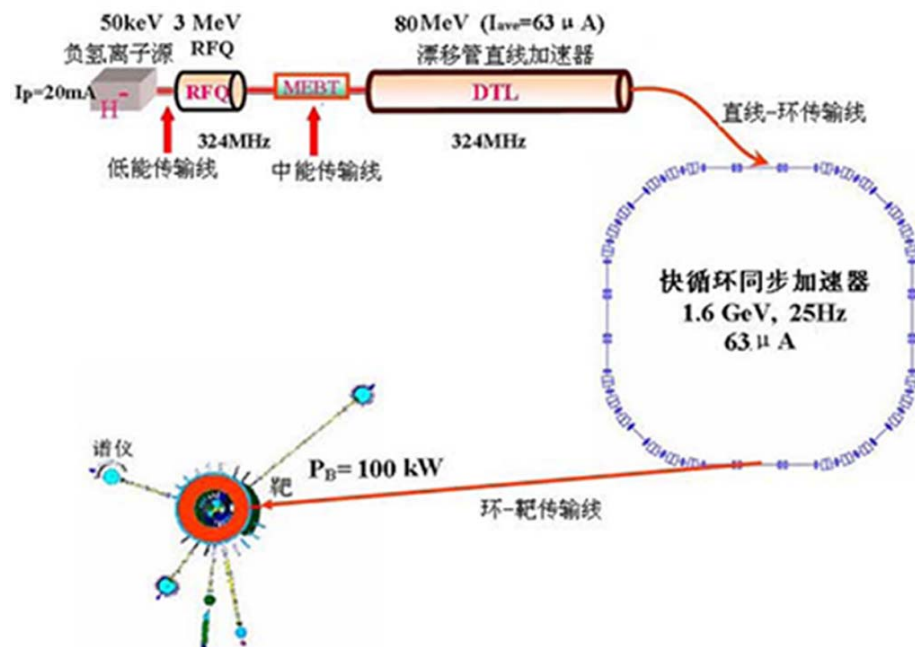 50keV 3 MeV
RFQ
80MeV (Iave=63 μ A)
负氢离子源
漂移管直线加速器
IP=20mA
H-
RFQ
MEBT
DTL
324MHz
324MHz
直线-环传输线
低能传输线
中能传输线
快循环同步加速器
1.6 GeV, 25Hz
63 μ A
谱仪
靶
PB= 100 kW
环-靶传输线